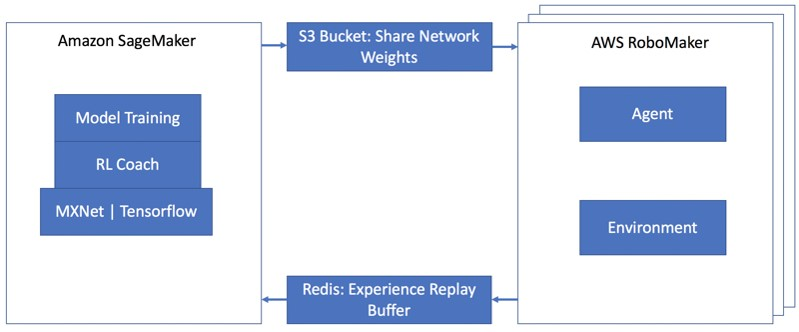 Amazon SageMaker
S3 Bucket: Share Network
Weights
AWS RoboMaker
Model Training
RL Coach
MXNet | Tensorflow
Agent
Environment
Redis: Experience Replay
Buffer